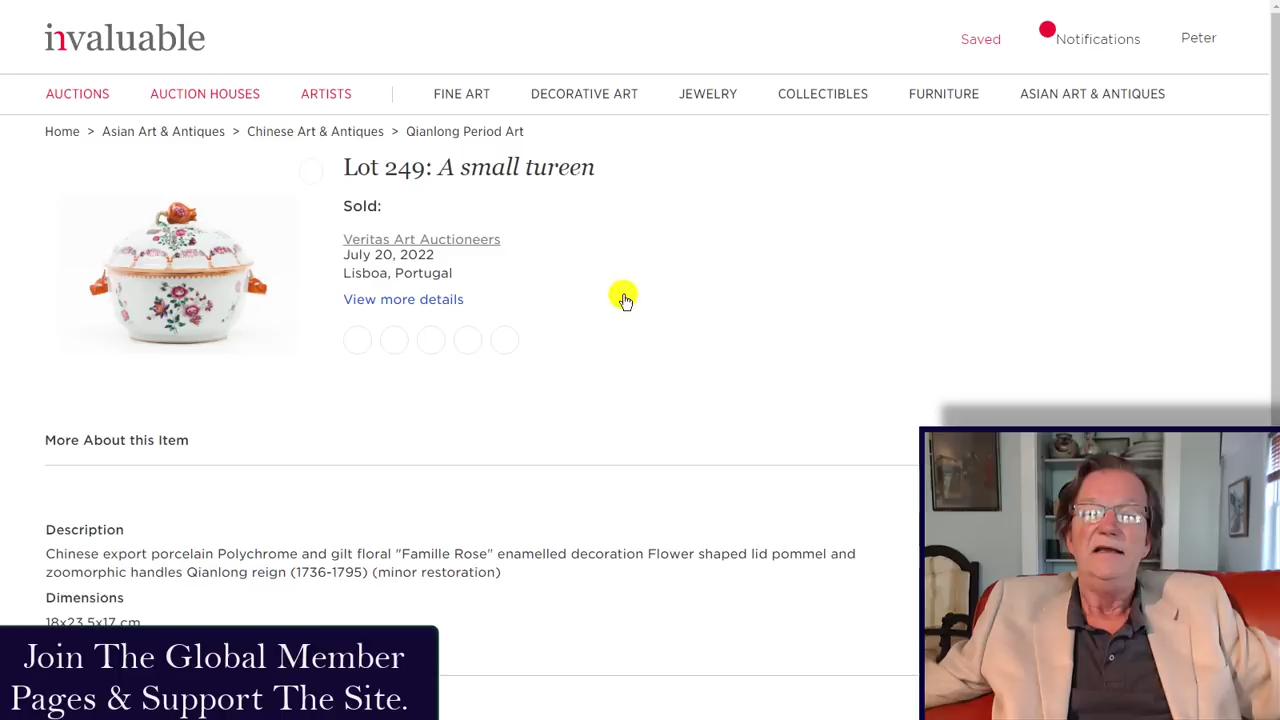 invaluable
Saved
Notifications
Peter
AUCTIONS
AUCTION HOUSES
ARTISTS
FINE ART
DECORATIVE ART
JEWELRY
COLLECTIBLES
FURNITURE
ASIAN ART & ANTIQUES
Home > Asian Art & Antiques > Chinese Art & Antiques > Qianlong Period Art
Lot 249: A small tureen
Sold:
Veritas Art Auctioneers
July 20, 2022
Lisboa, Portugal
View more details
More About this Item
Description
Chinese export porcelain Polychrome and gilt floral "Famille Rose" enamelled decoration Flower shaped lid pommel and
zoomorphic handles Qianlong reign (1736-1795) (minor restoration)
Dimensions
18x23.5x17 cm
Join The Global Member
Pages & Support The Site.